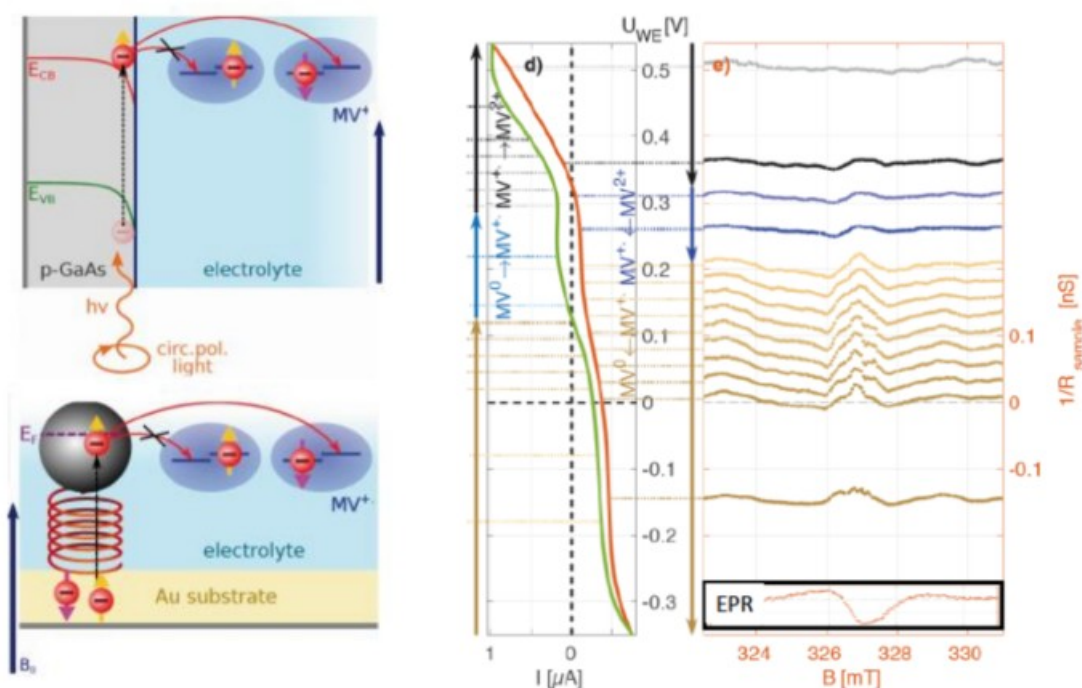 E_CB
MV⁺
E_VB
p-GaAs
electrolyte
hν
circ.pol.
light
E_F
MV⁺·
electrolyte
Au substrate
B₀
U_WE [V]
d)
e)
0.5
0.4
0.3
0.2
0.1
0
-0.1
-0.2
-0.3
MV⁺· → MV²⁺
MV⁰ → MV⁺·
MV⁺· ← MV²⁺
MV⁰ ← MV⁺·
1 0
I [µA]
0.1
0
-0.1
1/R_sample [nS]
EPR
324 326 328 330
B [mT]